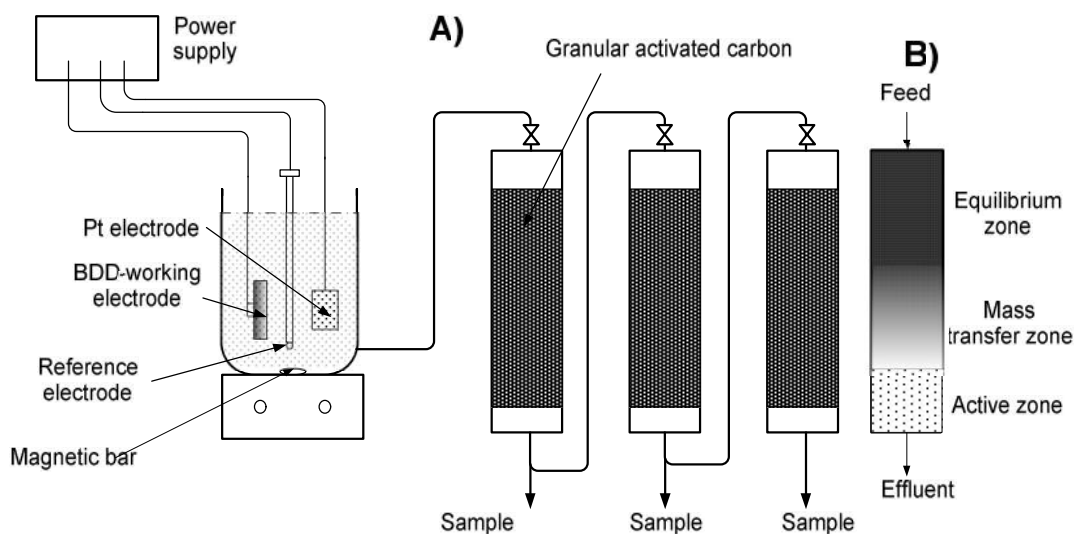 Power
supply
A)
Granular activated carbon
B)
Feed
Pt electrode
BDD-working
electrode
Reference
electrode
Magnetic bar
Equilibrium
zone
Mass
transfer zone
Active zone
Effluent
Sample
Sample
Sample